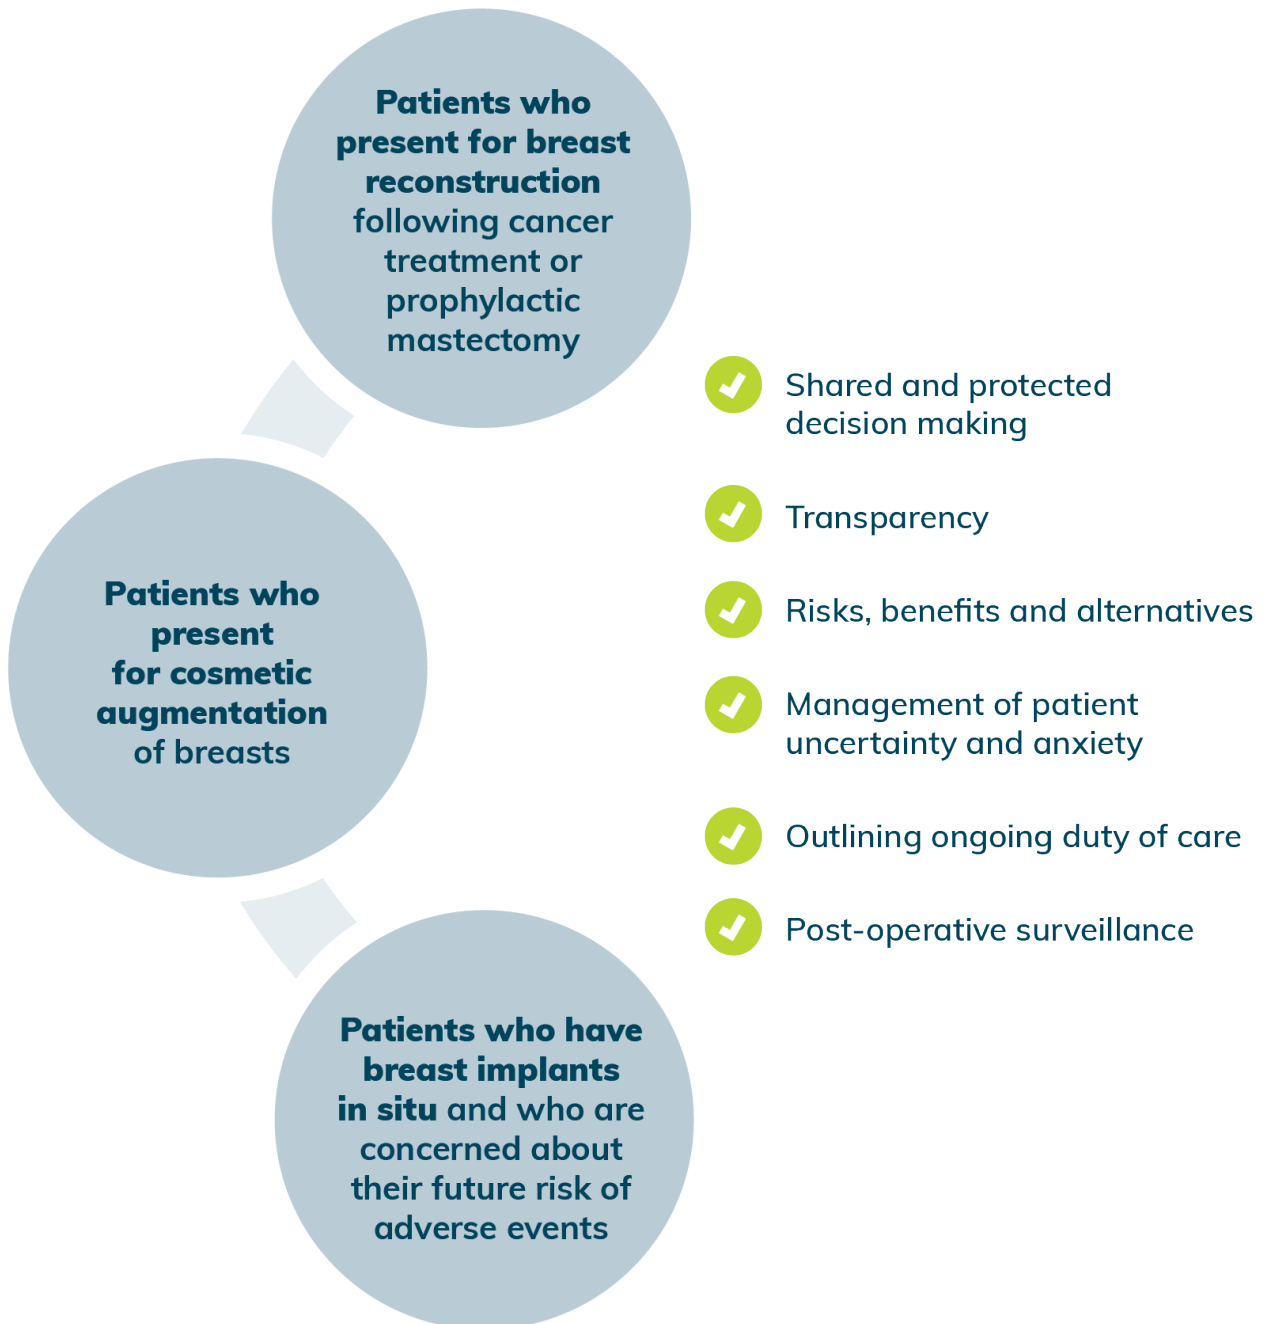 Patients who
present for breast
reconstruction
following cancer
treatment or
prophylactic
mastectomy
Patients who
present
for cosmetic
augmentation
of breasts
Patients who have
breast implants
in situ and who are
concerned about
their future risk of
adverse events
Shared and protected
decision making
Transparency
Risks, benefits and alternatives
Management of patient
uncertainty and anxiety
Outlining ongoing duty of care
Post-operative surveillance